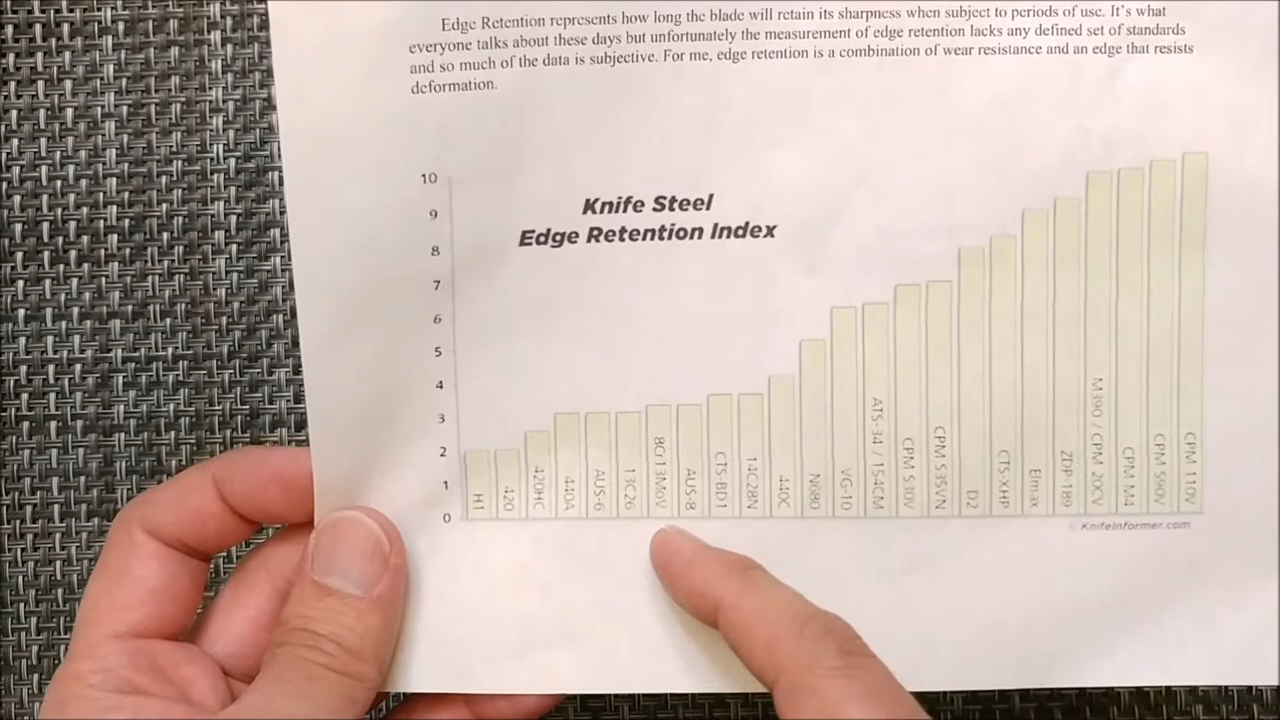 Edge Retention represents how long the blade will retain its sharpness when subject to periods of use. It's what
everyone talks about these days but unfortunately the measurement of edge retention lacks any defined set of standards
and so much of the data is subjective. For me, edge retention is a combination of wear resistance and an edge that resists
deformation.
Knife Steel
Edge Retention Index
10
9
8
7
6
5
4
3
2
1
0
H1
420
420HC
440A
AUS-6
13C26
8Cr13MoV
AUS-8
CTS-BD1
14C28N
440C
N680
VG-10
ATS-34 / 154CM
CPM S30V
CPM S35VN
D2
CTS-XHP
Elmax
ZDP-189
M390 / CPM 20CV
CPM M4
CPM S90V
CPM 110V
© KnifeInformer.com